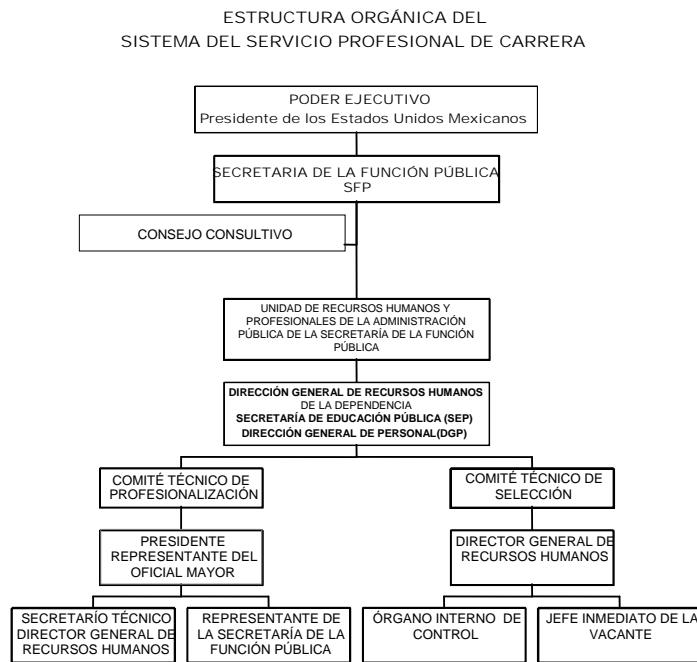 ESTRUCTURA ORGÁNICA DEL
SISTEMA DEL SERVICIO PROFESIONAL DE CARRERA
PODER EJECUTIVO
Presidente de los Estados Unidos Mexicanos
SECRETARIA DE LA FUNCIÓN PÚBLICA
SFP
CONSEJO CONSULTIVO
UNIDAD DE RECURSOS HUMANOS Y
PROFESIONALES DE LA ADMINISTRACIÓN
PÚBLICA DE LA SECRETARÍA DE LA FUNCIÓN
PÚBLICA
DIRECCIÓN GENERAL DE RECURSOS HUMANOS
DE LA DEPENDENCIA
SECRETARÍA DE EDUCACIÓN PÚBLICA (SEP)
DIRECCIÓN GENERAL DE PERSONAL(DGP)
COMITÉ TÉCNICO DE
PROFESIONALIZACIÓN
COMITÉ TÉCNICO DE
SELECCIÓN
PRESIDENTE
REPRESENTANTE DEL
OFICIAL MAYOR
DIRECTOR GENERAL DE
RECURSOS HUMANOS
SECRETARÍO TÉCNICO
DIRECTOR GENERAL DE
RECURSOS HUMANOS
REPRESENTANTE DE
LA SECRETARÍA DE LA
FUNCIÓN PÚBLICA
ÓRGANO INTERNO DE
CONTROL
JEFE INMEDIATO DE LA
VACANTE